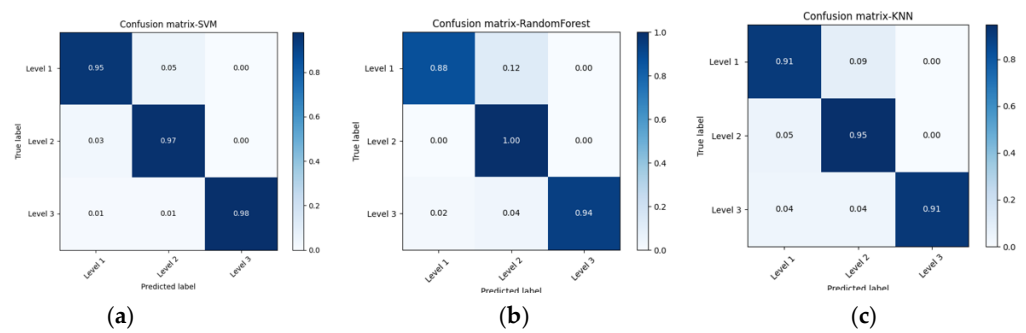 Confusion matrix-SVM
Level 1
Level 2
Level 3
True label
0.95 0.05 0.00
0.03 0.97 0.00
0.01 0.01 0.98
Level 1 Level 2 Level 3
Predicted label
0.8
0.6
0.4
0.2
0.0
(a)
Confusion matrix-RandomForest
Level 1
Level 2
Level 3
True label
0.88 0.12 0.00
0.00 1.00 0.00
0.02 0.04 0.94
Level 1 Level 2 Level 3
Predicted label
1.0
0.8
0.6
0.4
0.2
0.0
(b)
Confusion matrix-KNN
Level 1
Level 2
Level 3
True label
0.91 0.09 0.00
0.05 0.95 0.00
0.04 0.04 0.91
Level 1 Level 2 Level 3
Predicted label
0.8
0.6
0.4
0.2
0.0
(c)